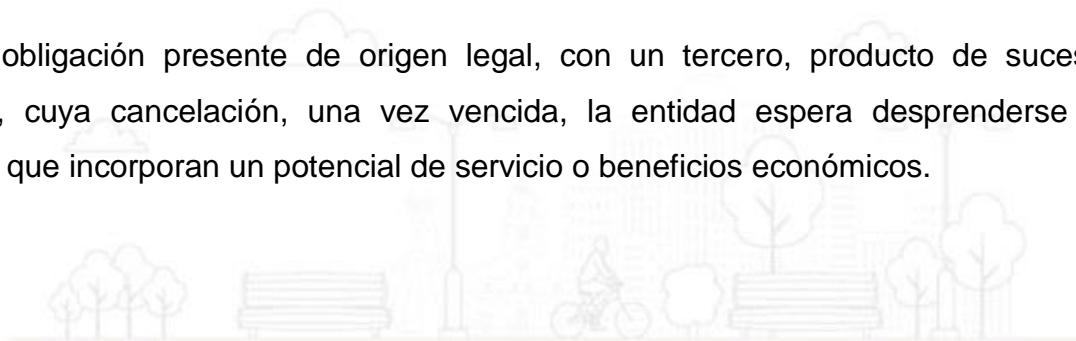 obligación presente de origen legal, con un tercero, producto de
cuya cancelación, una vez vencida, la entidad espera desprenderse
que incorporan un potencial de servicio o beneficios económicos.